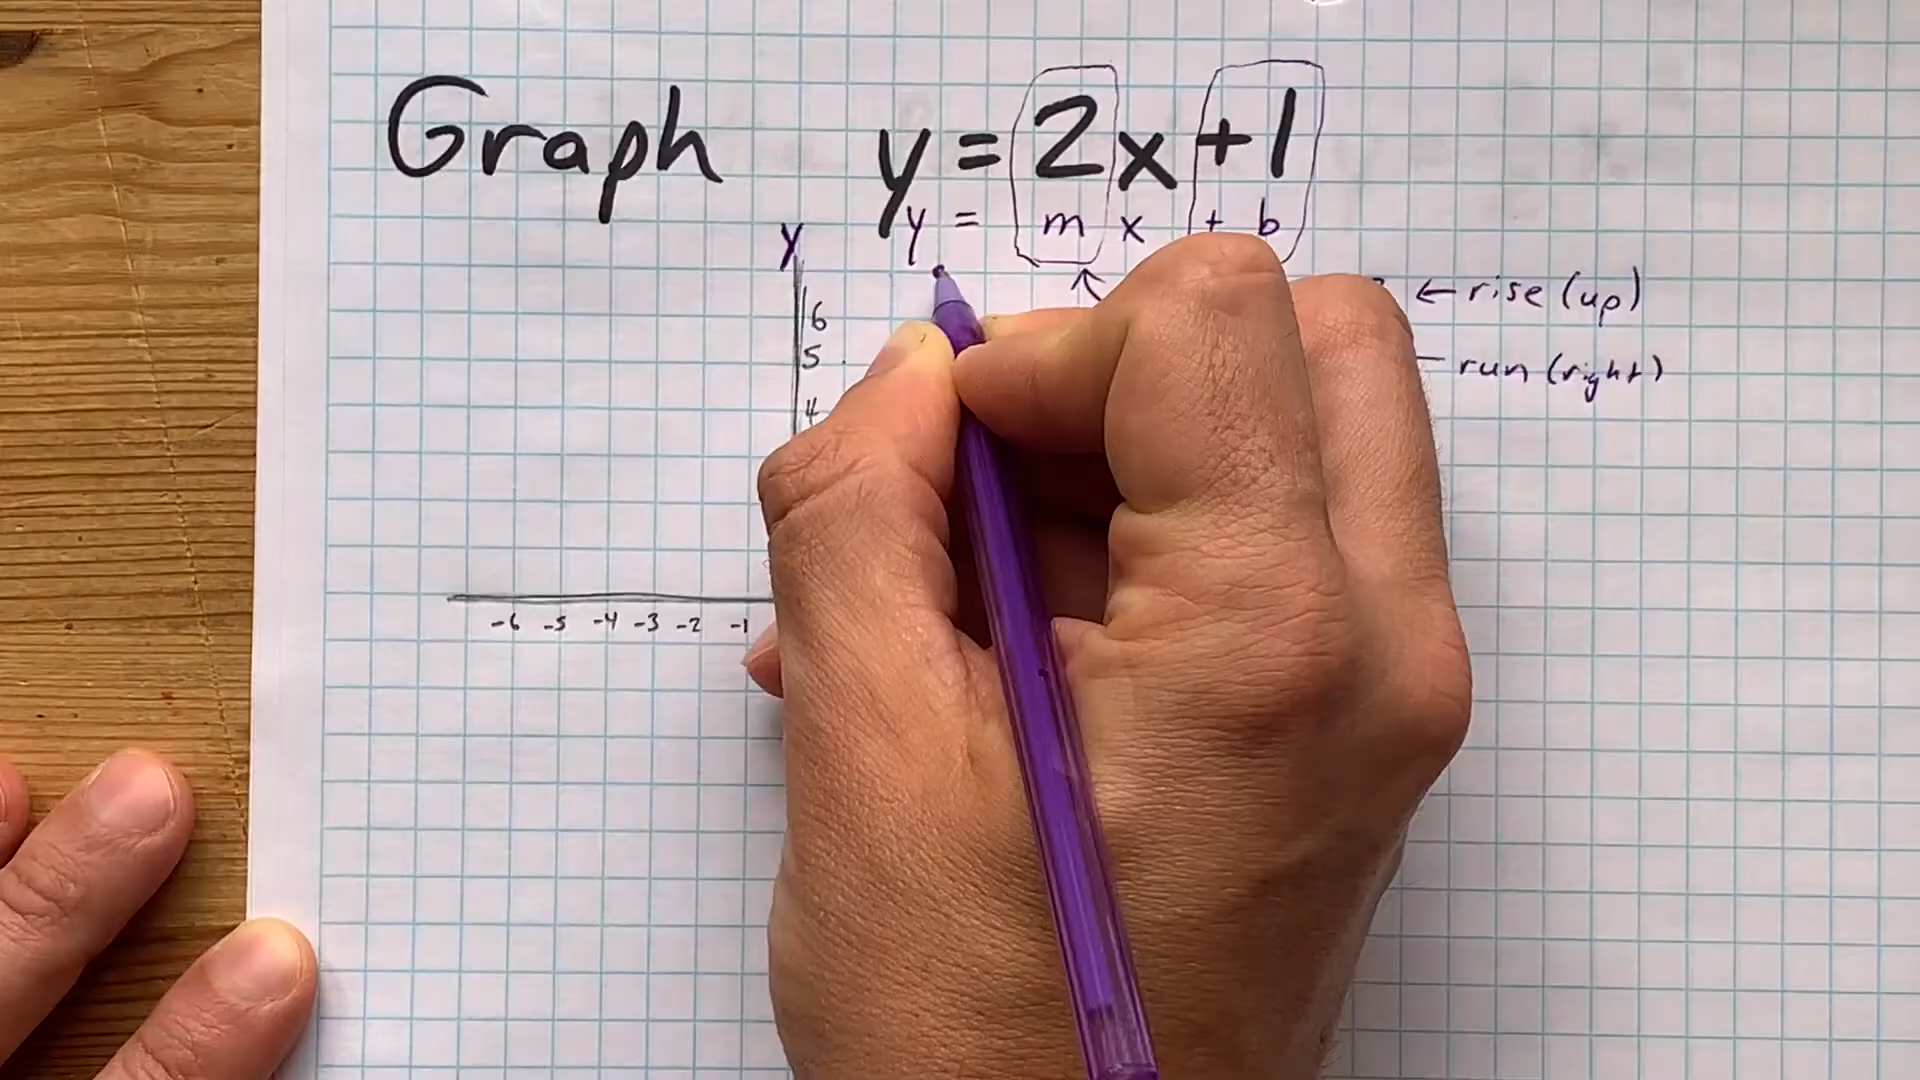 Graph y = 2x + 1
y = m x + b
y
← rise (up)
6
5
run (right)
4
-6 -5 -4 -3 -2 -1